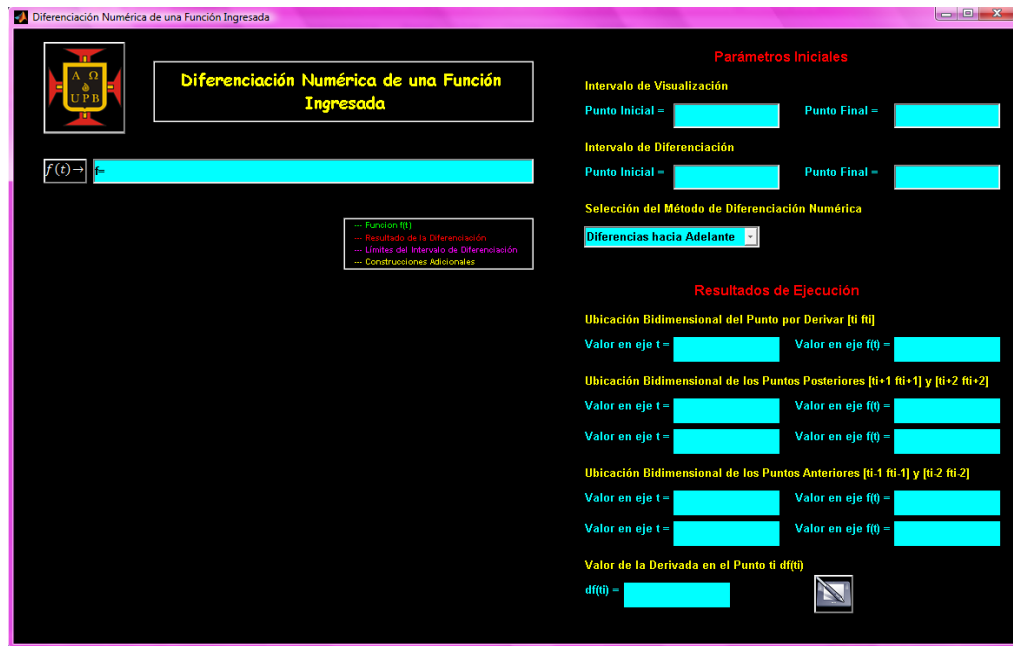 Diferenciación Numérica de una Función Ingresada
Α Ω
UPB
Diferenciación Numérica de una Función
Ingresada
f(t)→
f=
--- Funcion f(t)
--- Resultado de la Diferenciación
--- Límites del Intervalo de Diferenciación
--- Construcciones Adicionales
Parámetros Iniciales
Intervalo de Visualización
Punto Inicial = Punto Final =
Intervalo de Diferenciación
Punto Inicial = Punto Final =
Selección del Método de Diferenciación Numérica
Diferencias hacia Adelante
Resultados de Ejecución
Ubicación Bidimensional del Punto por Derivar [ti fti]
Valor en eje t = Valor en eje f(t) =
Ubicación Bidimensional de los Puntos Posteriores [ti+1 fti+1] y [ti+2 fti+2]
Valor en eje t = Valor en eje f(t) =
Valor en eje t = Valor en eje f(t) =
Ubicación Bidimensional de los Puntos Anteriores [ti-1 fti-1] y [ti-2 fti-2]
Valor en eje t = Valor en eje f(t) =
Valor en eje t = Valor en eje f(t) =
Valor de la Derivada en el Punto ti df(ti)
df(ti) =